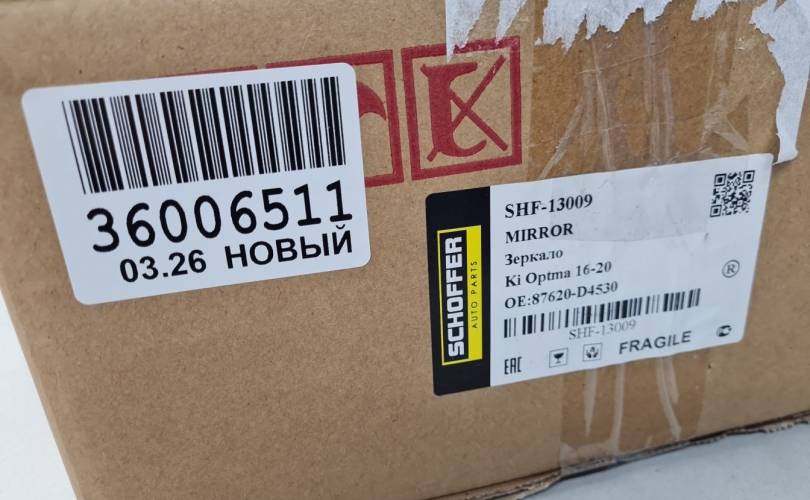 36006511
03.26 НОВЫЙ
SCHOFFER
AUTO PARTS
SHF-13009
MIRROR
Зеркало
Ki Optma 16-20
OE:87620-D4530
SHF-13009
EAC
FRAGILE
®